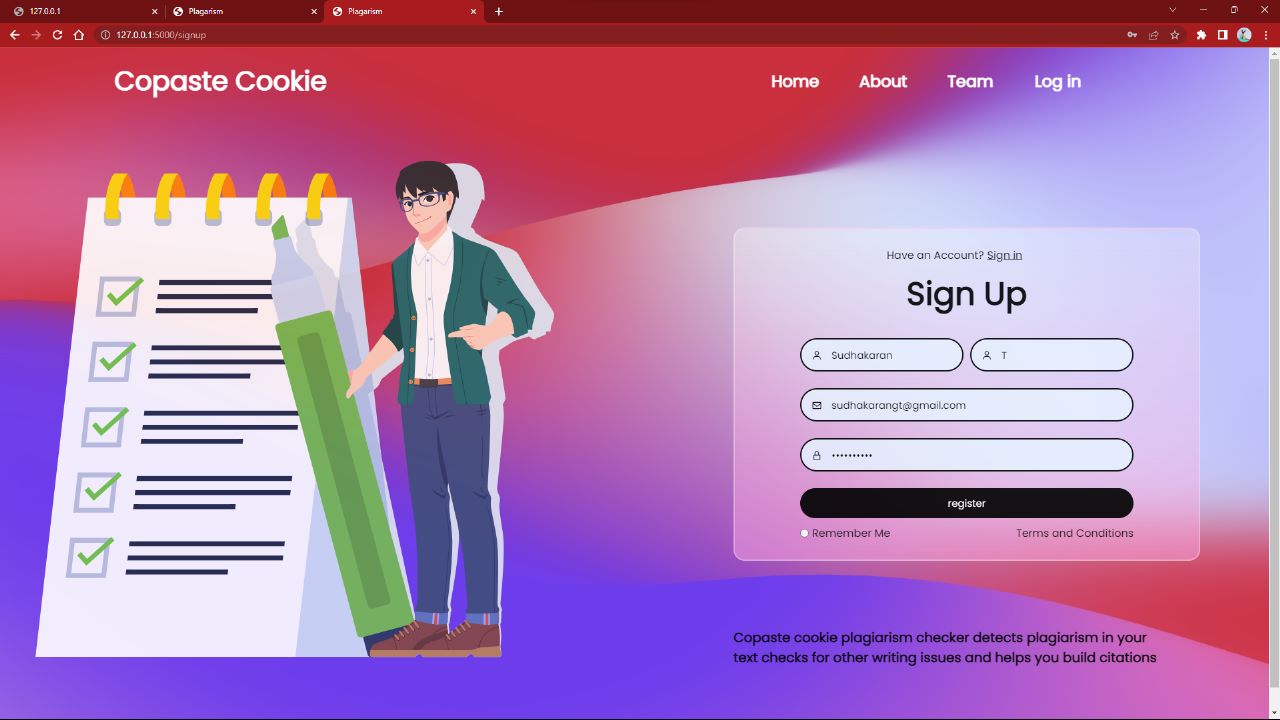 127.0.0.1
Plagarism
Plagarism
127.0.0.1:5000/signup
Copaste Cookie
Home About Team Log in
Have an Account? Sign in
Sign Up
Sudhakaran T
sudhakarangt@gmail.com
••••••••••
register
Remember Me Terms and Conditions
Copaste cookie plagiarism checker detects plagiarism in your
text checks for other writing issues and helps you build citations